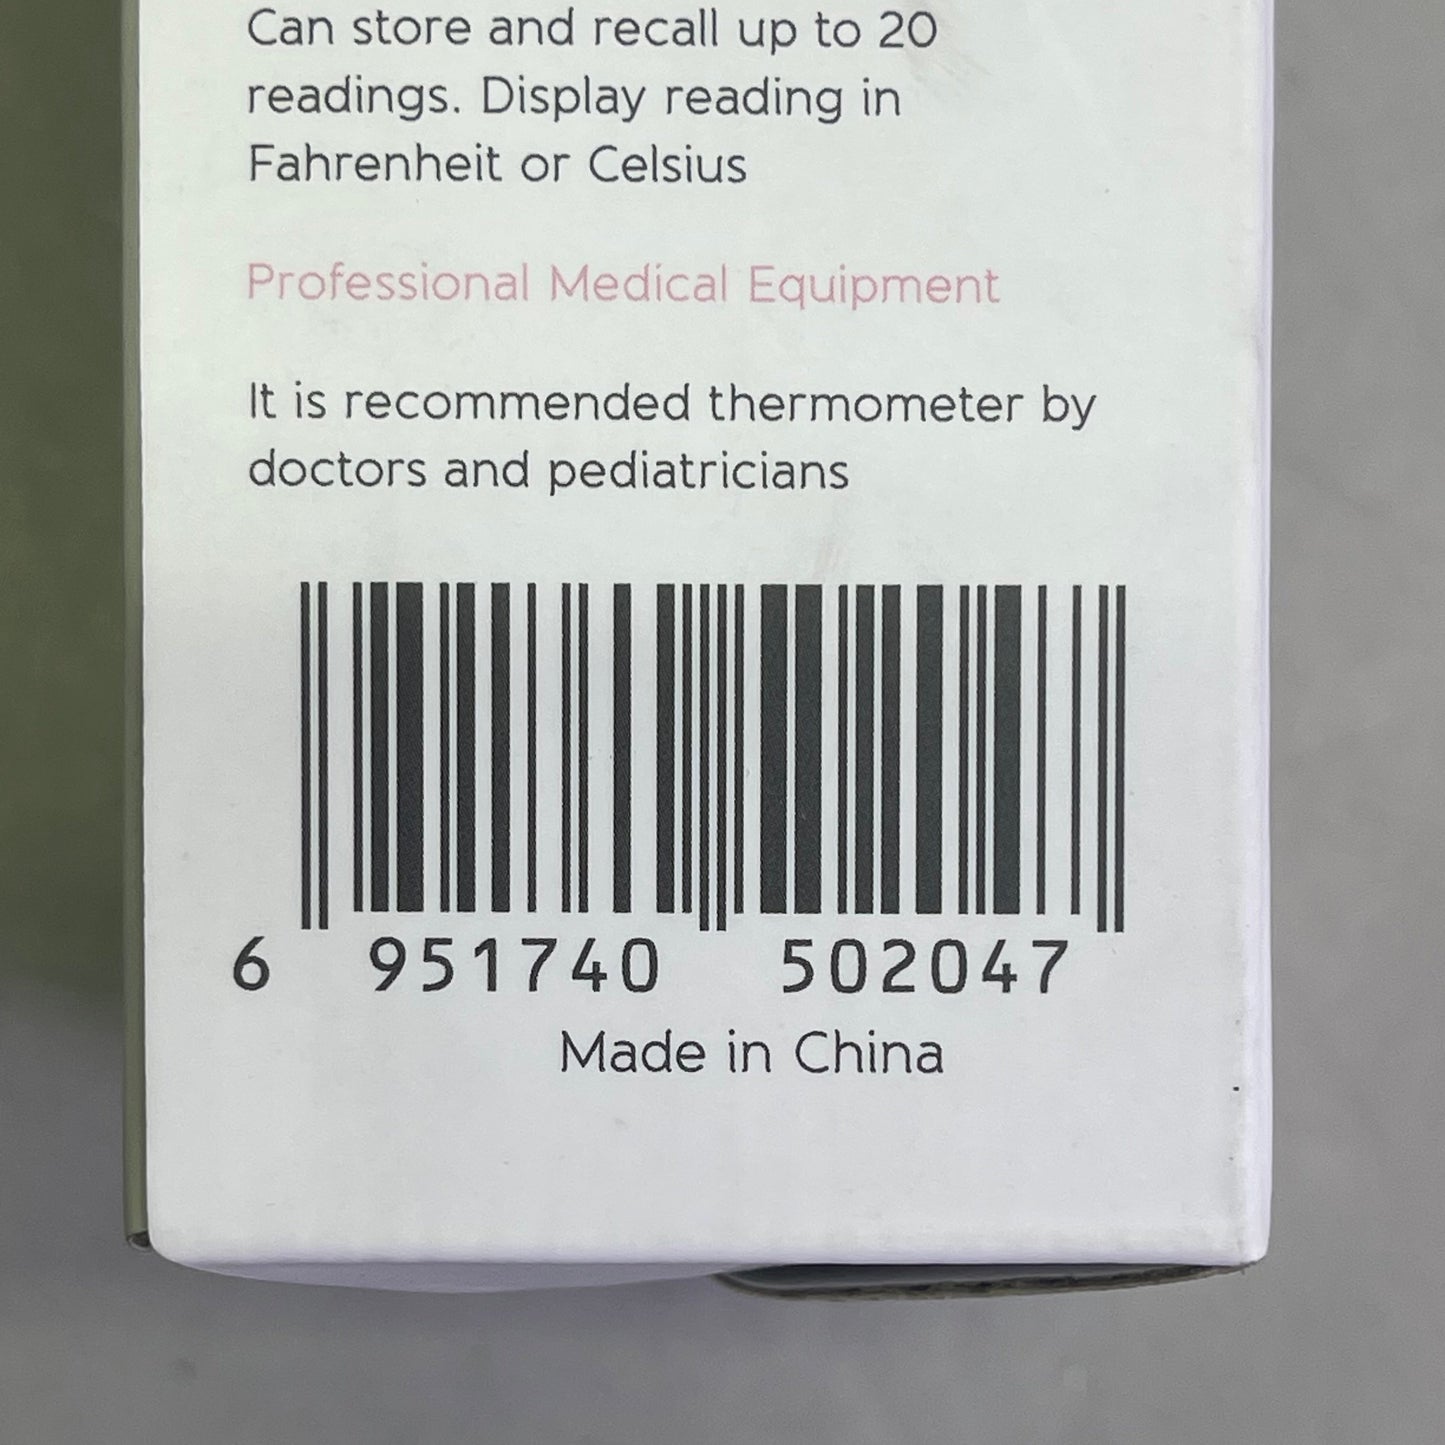 Can store and recall up to 20
readings. Display reading in
Fahrenheit or Celsius
Professional Medical Equipment
It is recommended thermometer by
doctors and pediatricians
6 951740 502047
Made in China